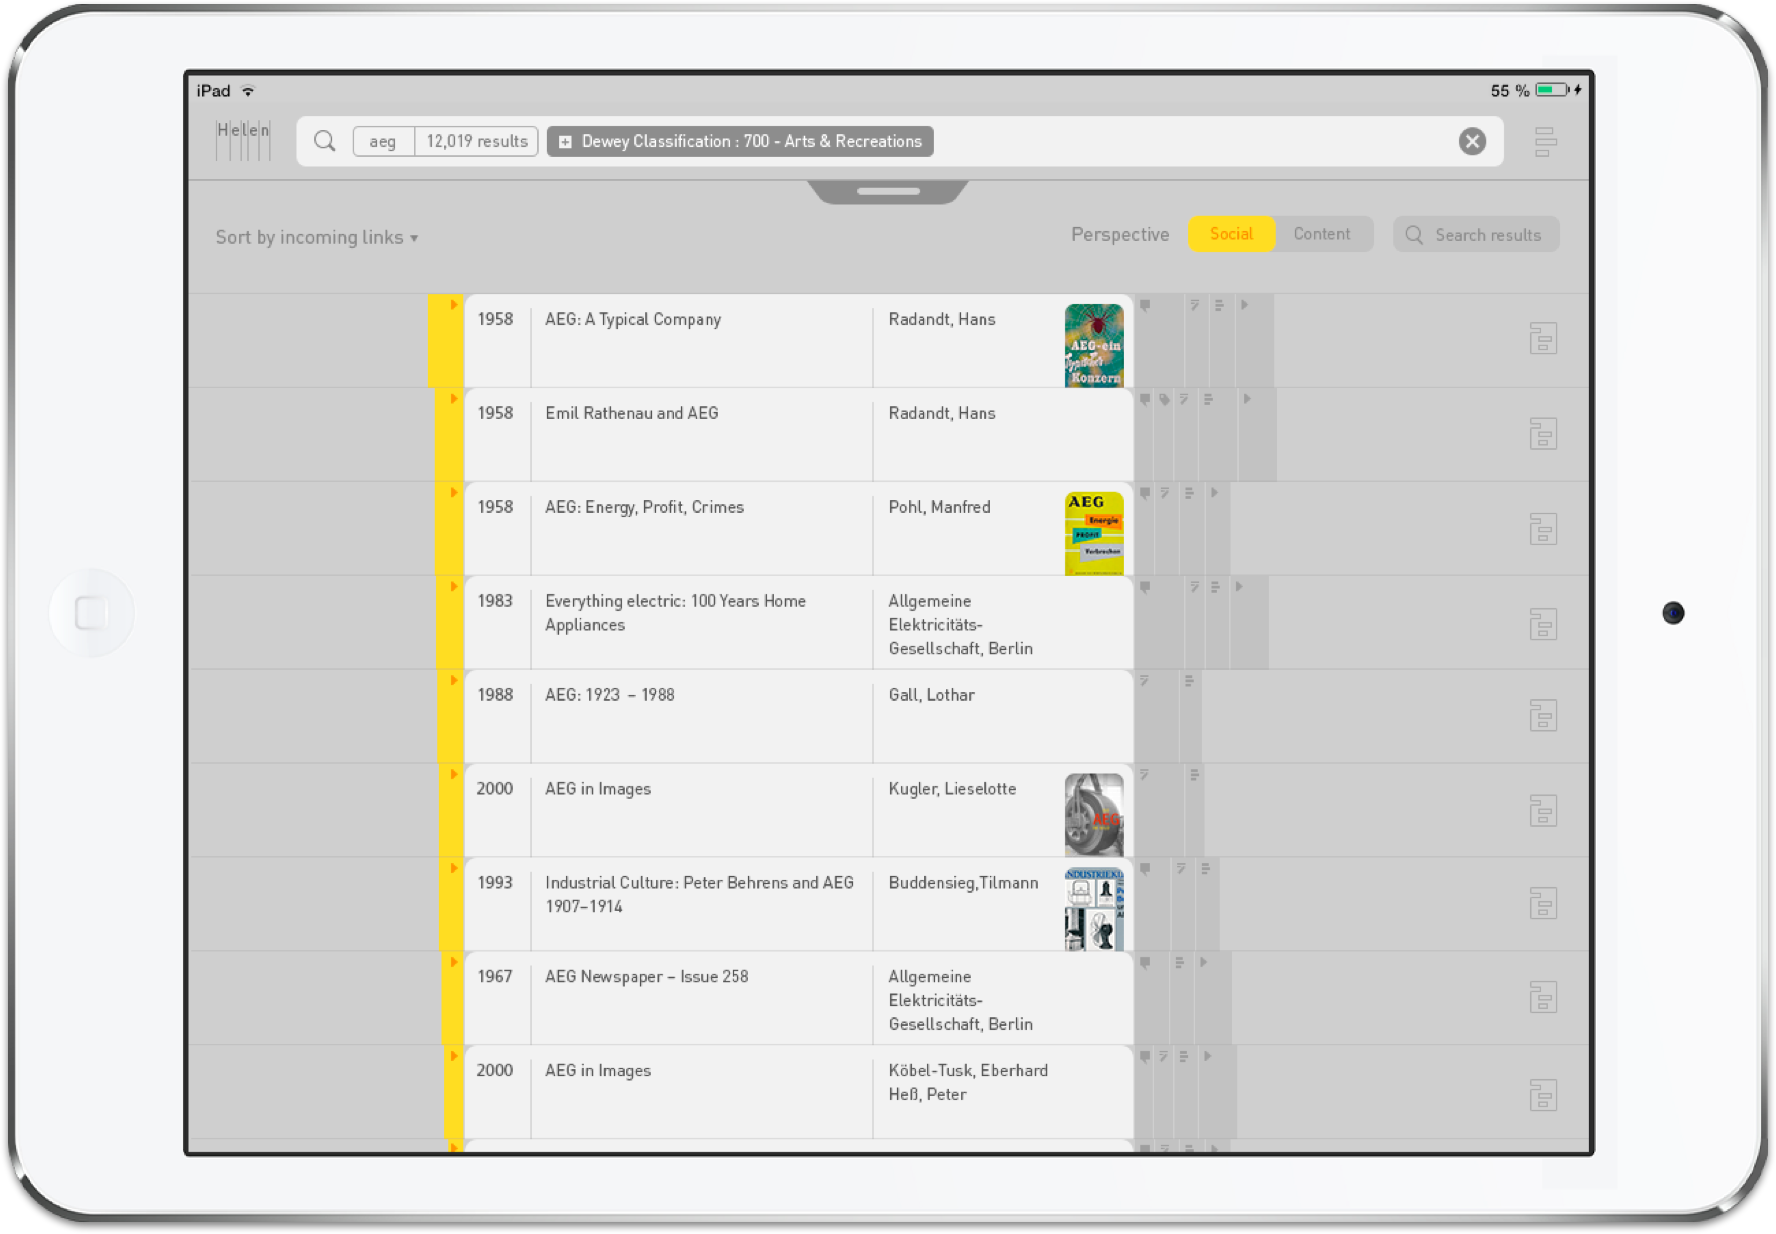 iPad
55 %
Helen
aeg
12,019 results
Dewey Classification : 700 - Arts & Recreations
Sort by incoming links
Perspective
Social
Content
Search results
1958
AEG: A Typical Company
Radandt, Hans
AEG-ein
Typischer
Konzern
1958
Emil Rathenau and AEG
Radandt, Hans
1958
AEG: Energy, Profit, Crimes
Pohl, Manfred
AEG
Energie
PROFIT
Verbrechen
1983
Everything electric: 100 Years Home
Appliances
Allgemeine
Elektricitäts-
Gesellschaft, Berlin
1988
AEG: 1923 – 1988
Gall, Lothar
2000
AEG in Images
Kugler, Lieselotte
AEG
1993
Industrial Culture: Peter Behrens and AEG
1907–1914
Buddensieg,Tilmann
1967
AEG Newspaper – Issue 258
Allgemeine
Elektricitäts-
Gesellschaft, Berlin
2000
AEG in Images
Köbel-Tusk, Eberhard
Heß, Peter